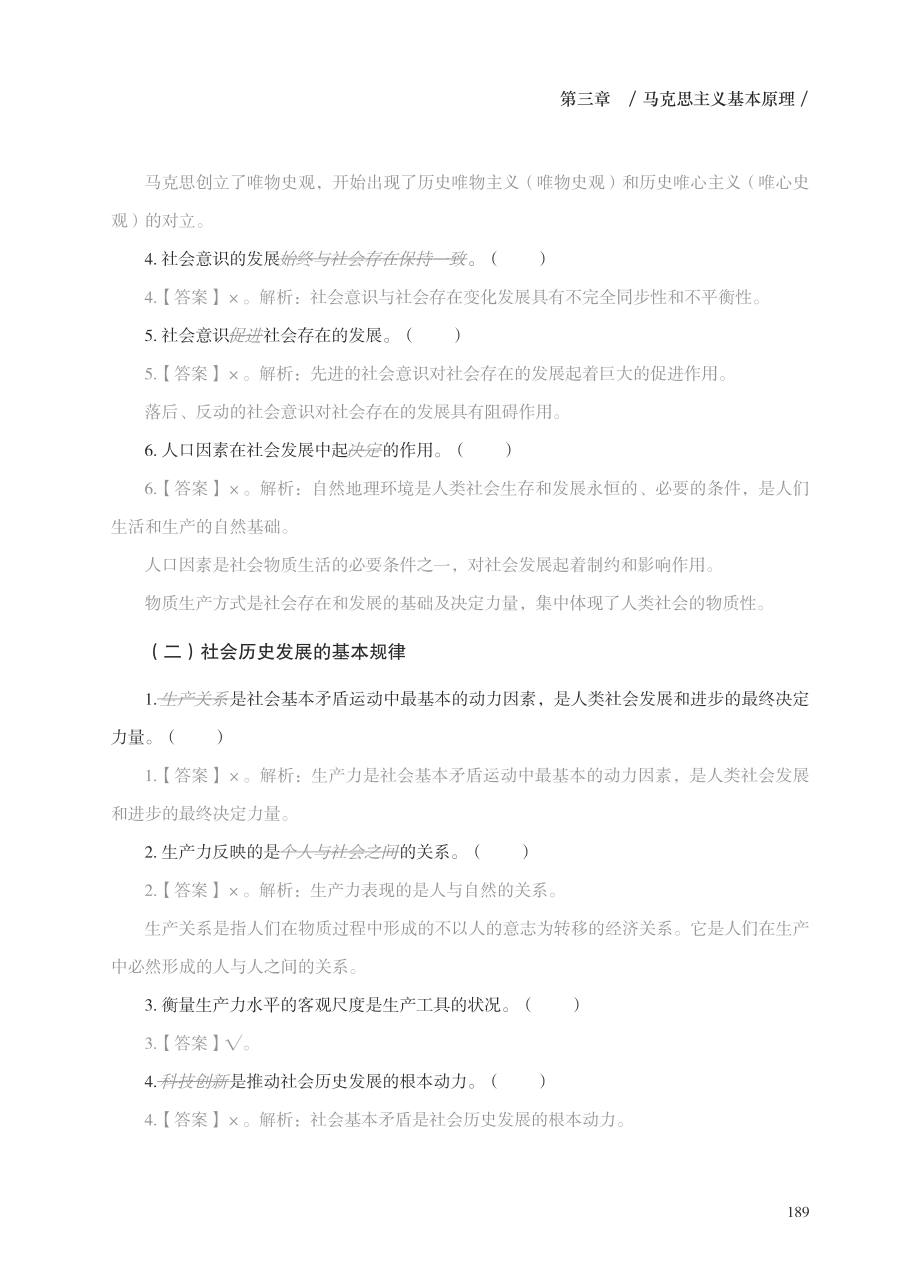 第三章 / 马克思主义基本原理 /
马克思创立了唯物史观，开始出现了历史唯物主义（唯物史观）和历史唯心主义（唯心史
观）的对立。
4. 社会意识的发展始终与社会存在保持一致。（　　）
4.【答案】×。解析：社会意识与社会存在变化发展具有不完全同步性和不平衡性。
5. 社会意识促进社会存在的发展。（　　）
5.【答案】×。解析：先进的社会意识对社会存在的发展起着巨大的促进作用。
落后、反动的社会意识对社会存在的发展具有阻碍作用。
6. 人口因素在社会发展中起决定的作用。（　　）
6.【答案】×。解析：自然地理环境是人类社会生存和发展永恒的、必要的条件，是人们
生活和生产的自然基础。
人口因素是社会物质生活的必要条件之一，对社会发展起着制约和影响作用。
物质生产方式是社会存在和发展的基础及决定力量，集中体现了人类社会的物质性。
（二）社会历史发展的基本规律
1. 生产关系是社会基本矛盾运动中最基本的动力因素，是人类社会发展和进步的最终决定
力量。（　　）
1.【答案】×。解析：生产力是社会基本矛盾运动中最基本的动力因素，是人类社会发展
和进步的最终决定力量。
2. 生产力反映的是个人与社会之间的关系。（　　）
2.【答案】×。解析：生产力表现的是人与自然的关系。
生产关系是指人们在物质过程中形成的不以人的意志为转移的经济关系。它是人们在生产
中必然形成的人与人之间的关系。
3. 衡量生产力水平的客观尺度是生产工具的状况。（　　）
3.【答案】√。
4. 科技创新是推动社会历史发展的根本动力。（　　）
4.【答案】×。解析：社会基本矛盾是社会历史发展的根本动力。
189